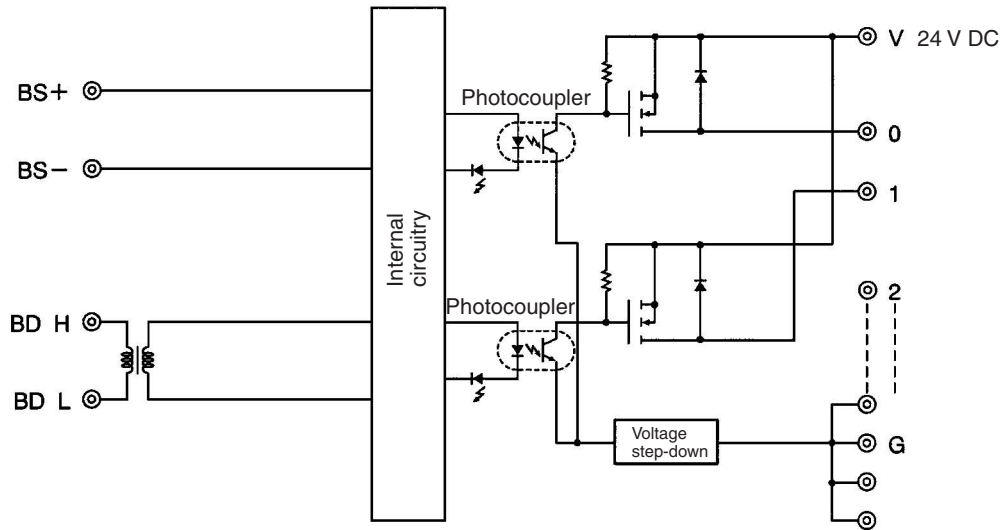 V 24 V DC
BS+
Photocoupler
0
BS−
1
Internal
circuitry
Photocoupler
2
BD H
BD L
Voltage
step-down
G